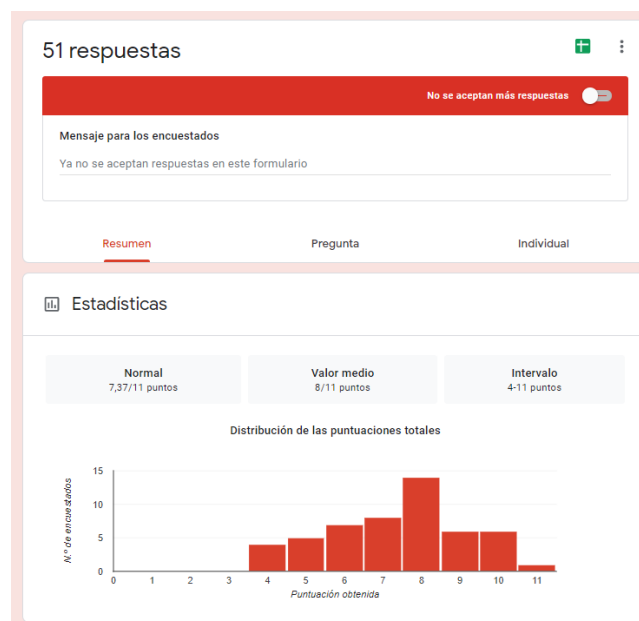 51 respuestas
No se aceptan más respuestas
Mensaje para los encuestados
Ya no se aceptan respuestas en este formulario
Resumen Pregunta Individual
Estadísticas
Normal Valor medio Intervalo
7,37/11 puntos 8/11 puntos 4-11 puntos
Distribución de las puntuaciones totales
N.º de encuestados
15
10
5
0
0 1 2 3 4 5 6 7 8 9 10 11
Puntuación obtenida